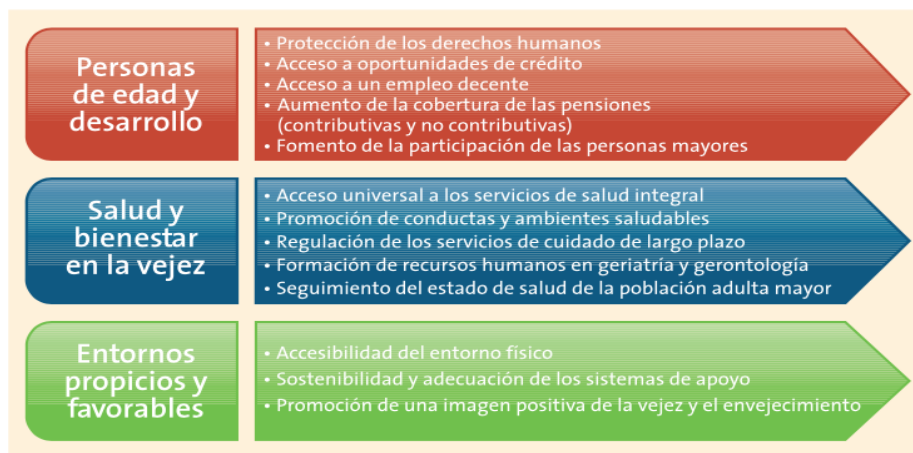 Personas
de edad y
desarrollo
• Protección de los derechos humanos
• Acceso a oportunidades de crédito
• Acceso a un empleo decente
• Aumento de la cobertura de las pensiones
(contributivas y no contributivas)
• Fomento de la participación de las personas mayores
Salud y
bienestar
en la vejez
• Acceso universal a los servicios de salud integral
• Promoción de conductas y ambientes saludables
• Regulación de los servicios de cuidado de largo plazo
• Formación de recursos humanos en geriatría y gerontología
• Seguimiento del estado de salud de la población adulta mayor
Entornos
propicios y
favorables
• Accesibilidad del entorno físico
• Sostenibilidad y adecuación de los sistemas de apoyo
• Promoción de una imagen positiva de la vejez y el envejecimiento